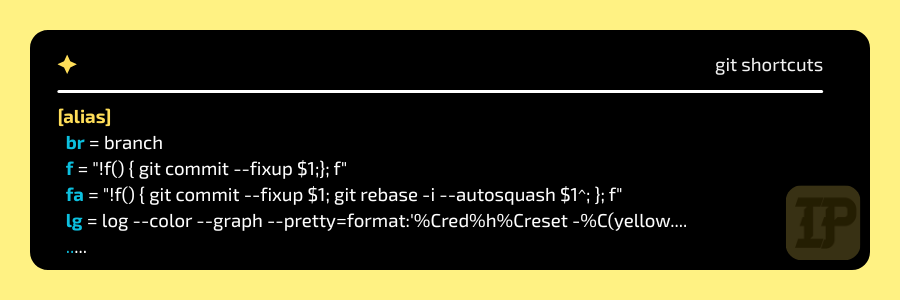 git shortcuts
[alias]
br = branch
f = "!f() { git commit --fixup $1;}; f"
fa = "!f() { git commit --fixup $1; git rebase -i --autosquash $1^; }; f"
lg = log --color --graph --pretty=format:'%Cred%h%Creset -%C(yellow....
.....
IP